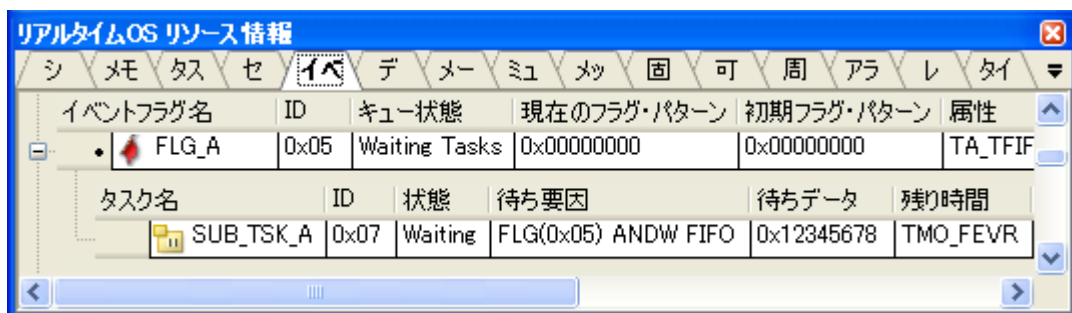 リアルタイムOS リソース情報
シ メモ タス セ イベ デ メー ミュ メッ 固 可 周 アラ レ タイ
イベントフラグ名 ID キュー状態 現在のフラグ・パターン 初期フラグ・パターン 属性
FLG_A 0x05 Waiting Tasks 0x00000000 0x00000000 TA_TFIF
タスク名 ID 状態 待ち要因 待ちデータ 残り時間
SUB_TSK_A 0x07 Waiting FLG(0x05) ANDW FIFO 0x12345678 TMO_FEVR